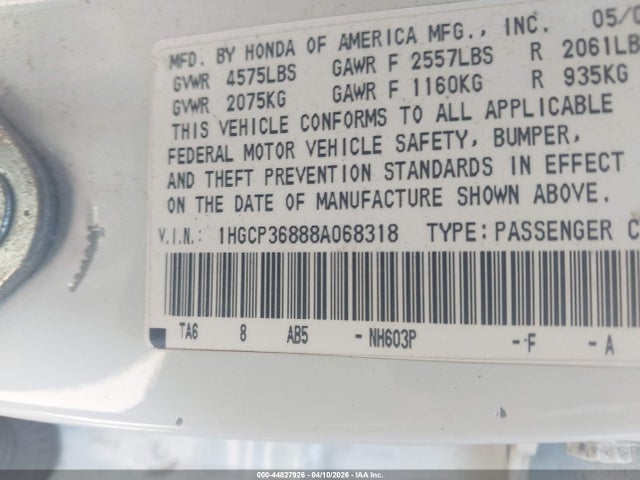 MFD. BY HONDA OF AMERICA MFG., INC. 05/
GVWR 4575LBS GAWR F 2557LBS R 2061LB
GVWR 2075KG GAWR F 1160KG R 935KG
THIS VEHICLE CONFORMS TO ALL APPLICABLE
FEDERAL MOTOR VEHICLE SAFETY, BUMPER,
AND THEFT PREVENTION STANDARDS IN EFFECT
ON THE DATE OF MANUFACTURE SHOWN ABOVE.
V.I.N.: 1HGCP36888A068318 TYPE: PASSENGER C
TA6 8 AB5 - NH603P - F - A
000-44827926 - 04/10/2026 - IAA Inc.